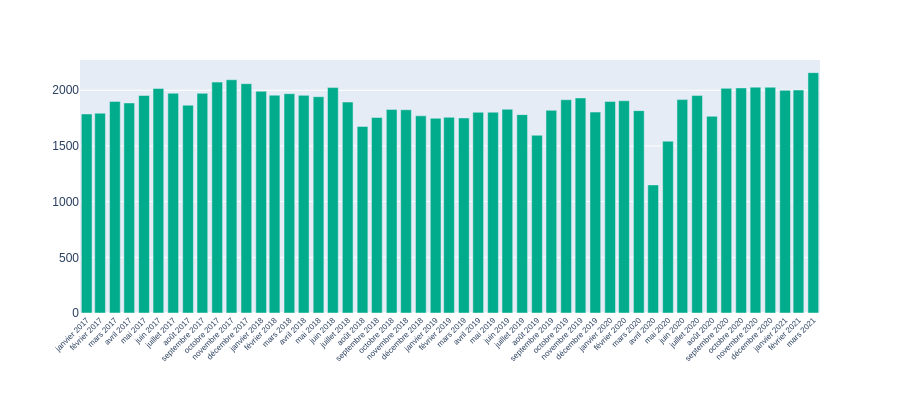 2000
1500
1000
500
0
janvier 2017
février 2017
mars 2017
avril 2017
mai 2017
juin 2017
juillet 2017
août 2017
septembre 2017
octobre 2017
novembre 2017
décembre 2017
janvier 2018
février 2018
mars 2018
avril 2018
mai 2018
juin 2018
juillet 2018
août 2018
septembre 2018
octobre 2018
novembre 2018
décembre 2018
janvier 2019
février 2019
mars 2019
avril 2019
mai 2019
juin 2019
juillet 2019
août 2019
septembre 2019
octobre 2019
novembre 2019
décembre 2019
janvier 2020
février 2020
mars 2020
avril 2020
mai 2020
juin 2020
juillet 2020
août 2020
septembre 2020
octobre 2020
novembre 2020
décembre 2020
janvier 2021
février 2021
mars 2021